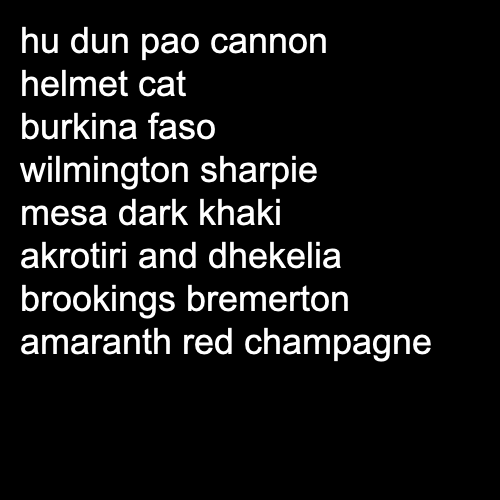 hu dun pao cannon
helmet cat
burkina faso
wilmington sharpie
mesa dark khaki
akrotiri and dhekelia
brookings bremerton
amaranth red champagne